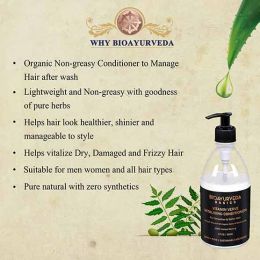 WHY BIOAYURVEDA
• Organic Non-greasy Conditioner to Manage
Hair after wash
• Lightweight and Non-greasy with goodness
of pure herbs
• Helps hair look healthier, shinier and
manageable to style
• Helps vitalize Dry, Damaged and Frizzy Hair
• Suitable for men women and all hair types
• Pure natural with zero synthetics
BIOAYURVEDA
BASICS